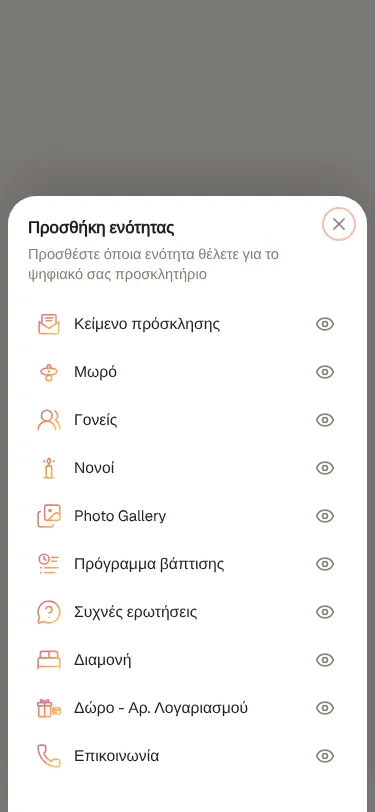 Προσθήκη ενότητας
Προσθέστε όποια ενότητα θέλετε για το
ψηφιακό σας προσκλητήριο
Κείμενο πρόσκλησης
Μωρό
Γονείς
Νονοί
Photo Gallery
Πρόγραμμα βάπτισης
Συχνές ερωτήσεις
Διαμονή
Δώρο - Αρ. Λογαριασμού
Επικοινωνία